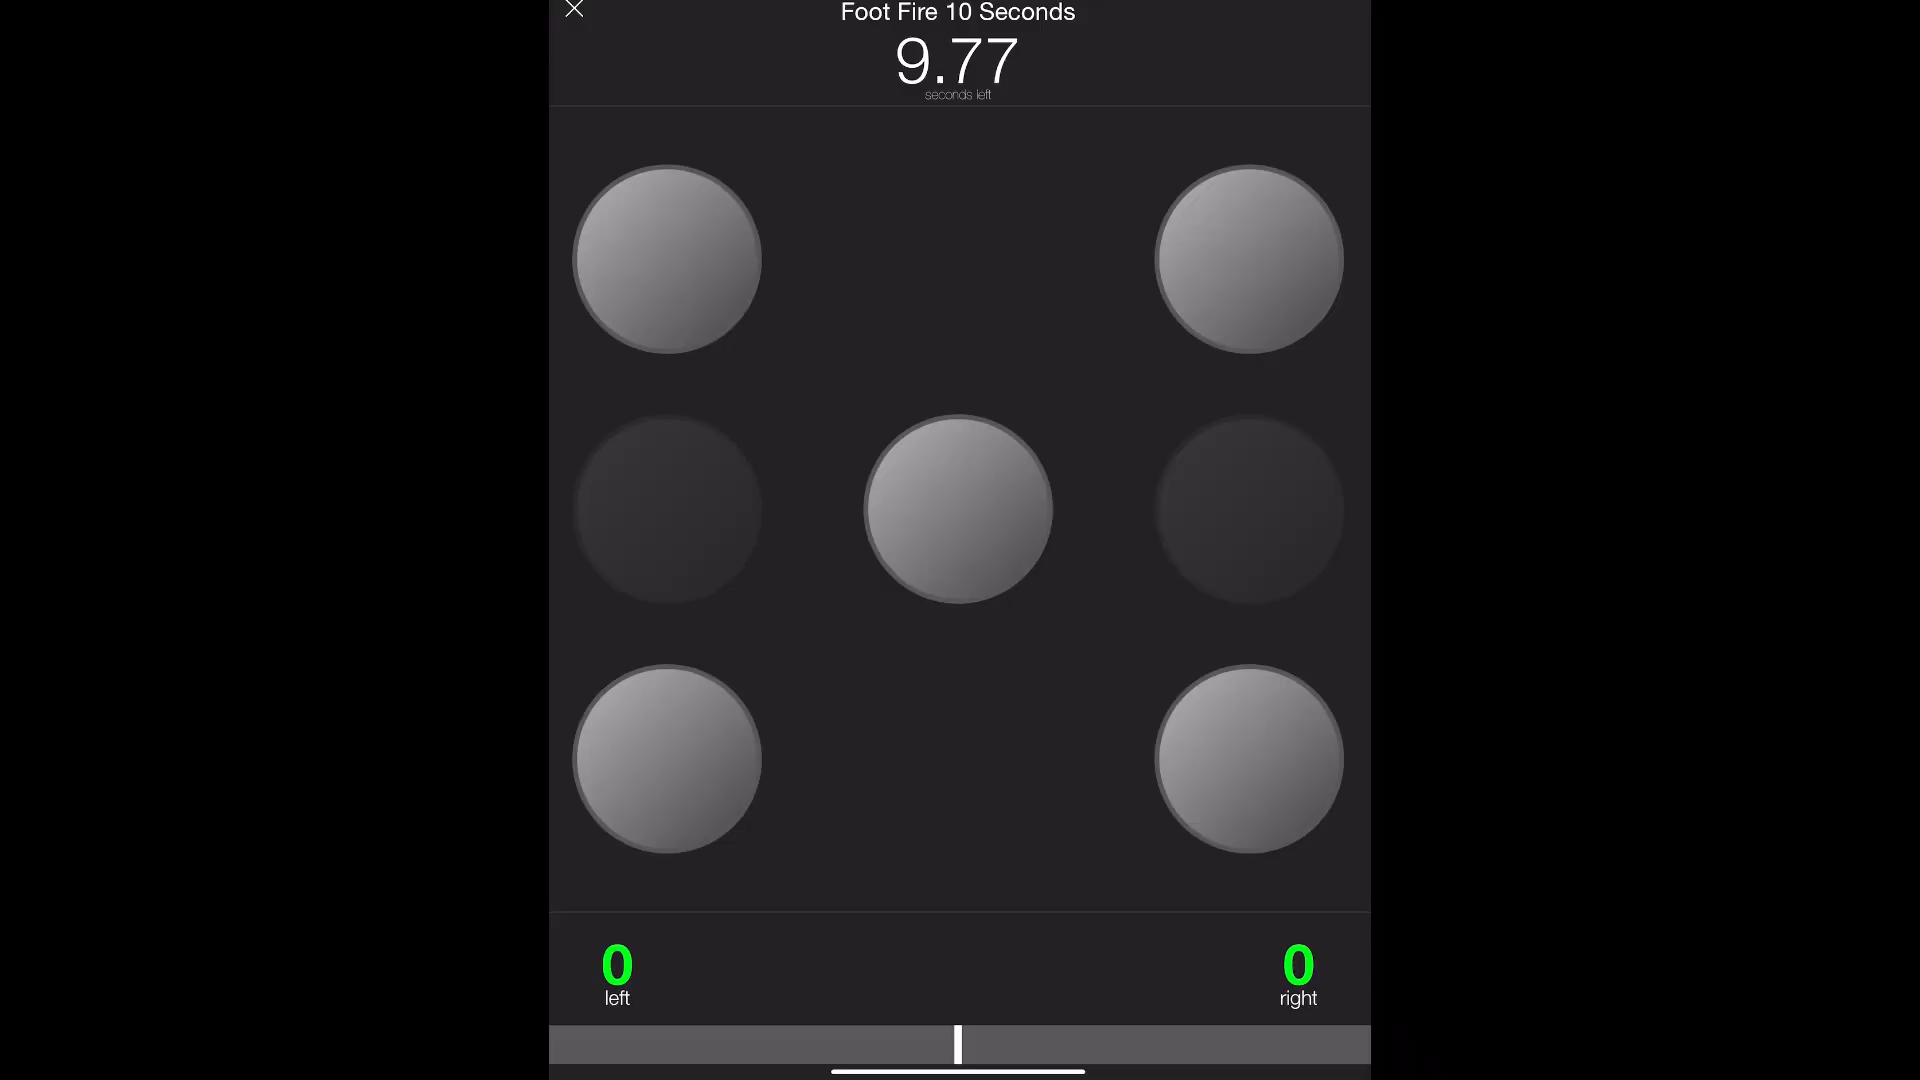 Foot Fire 10 Seconds
9.77
seconds left
0 0
left right